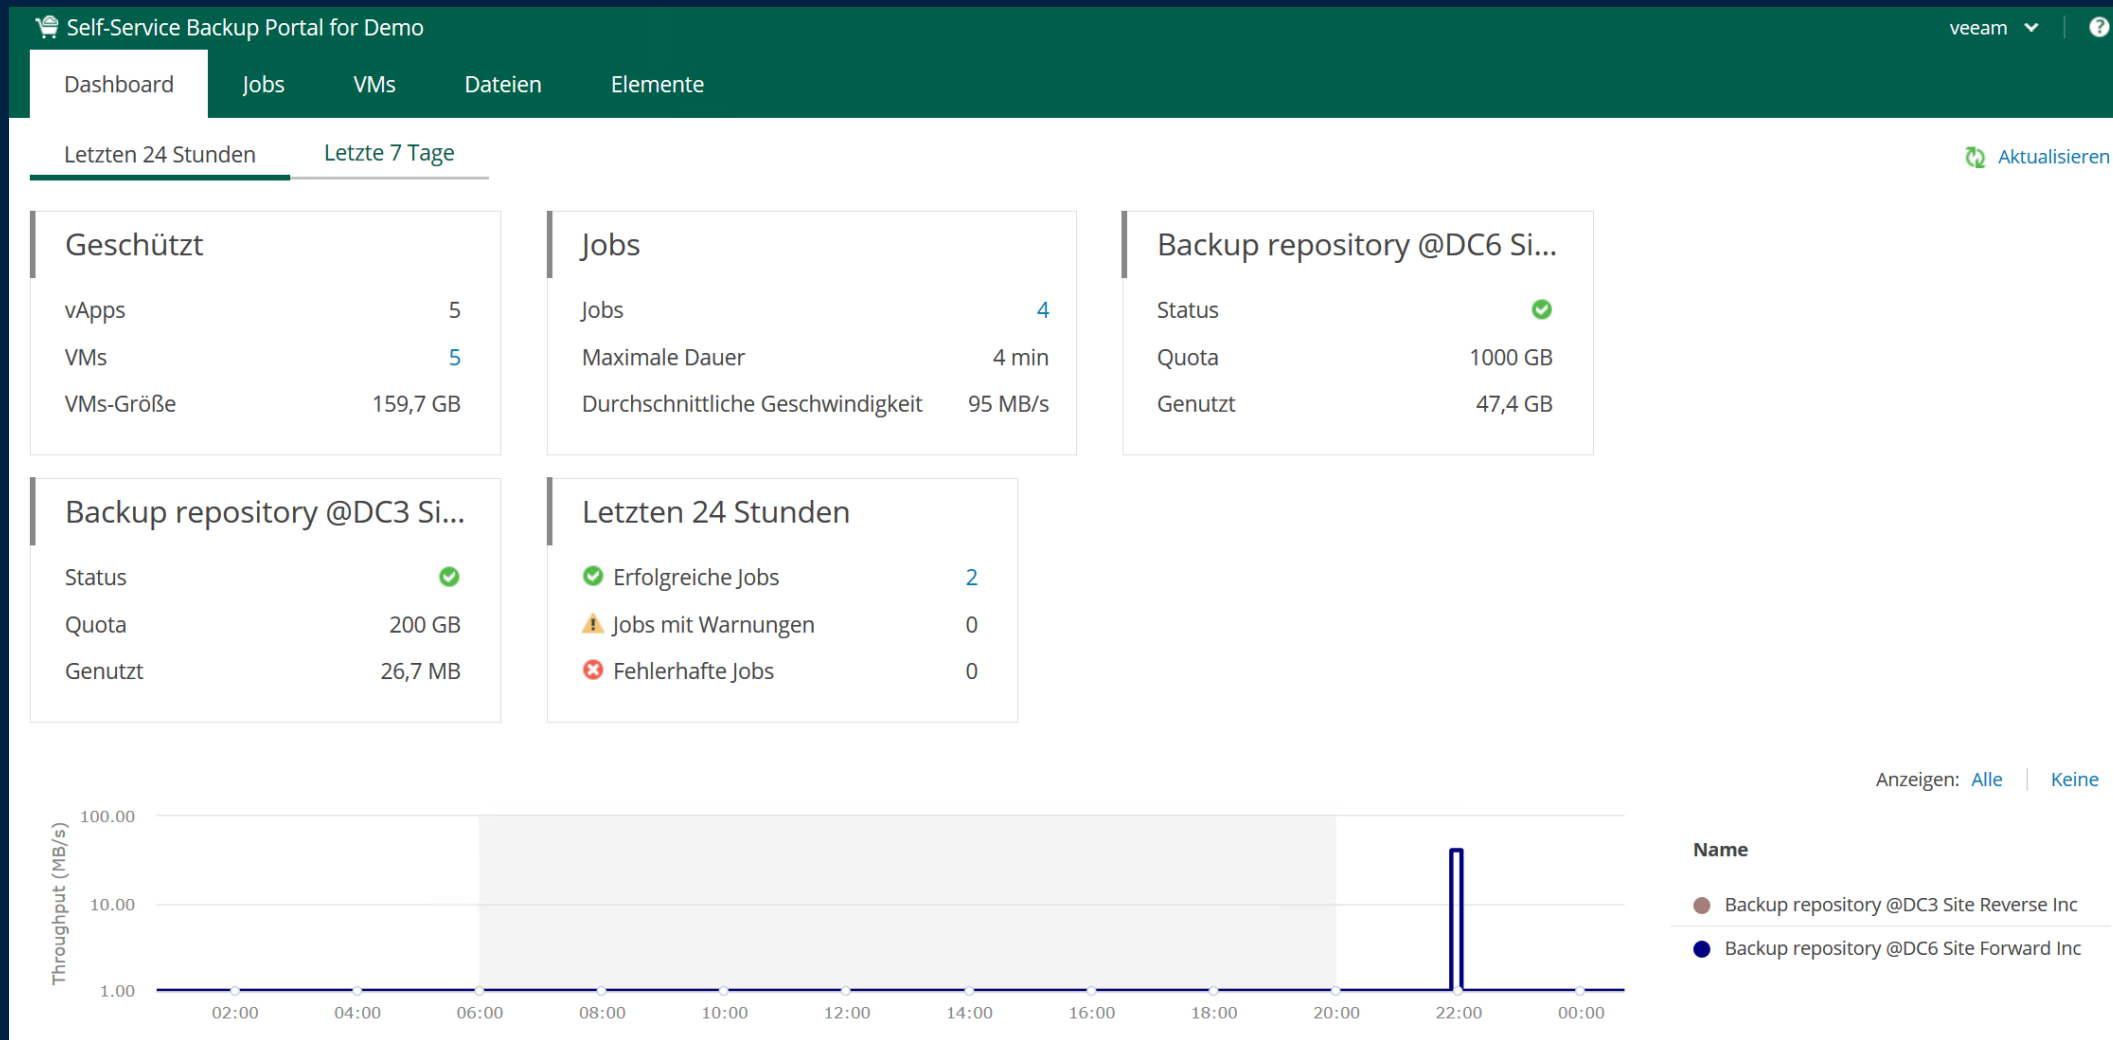 Self-Service Backup Portal for Demo
veeam
?
Dashboard Jobs VMs Dateien Elemente
Letzten 24 Stunden Letzte 7 Tage
Aktualisieren
Geschützt
vApps 5
VMs 5
VMs-Größe 159,7 GB
Jobs
Jobs 4
Maximale Dauer 4 min
Durchschnittliche Geschwindigkeit 95 MB/s
Backup repository @DC6 Si...
Status
Quota 1000 GB
Genutzt 47,4 GB
Backup repository @DC3 Si...
Status
Quota 200 GB
Genutzt 26,7 MB
Letzten 24 Stunden
Erfolgreiche Jobs 2
Jobs mit Warnungen 0
Fehlerhafte Jobs 0
Anzeigen: Alle Keine
Throughput (MB/s)
100.00
10.00
1.00
02:00 04:00 06:00 08:00 10:00 12:00 14:00 16:00 18:00 20:00 22:00 00:00
Name
Backup repository @DC3 Site Reverse Inc
Backup repository @DC6 Site Forward Inc